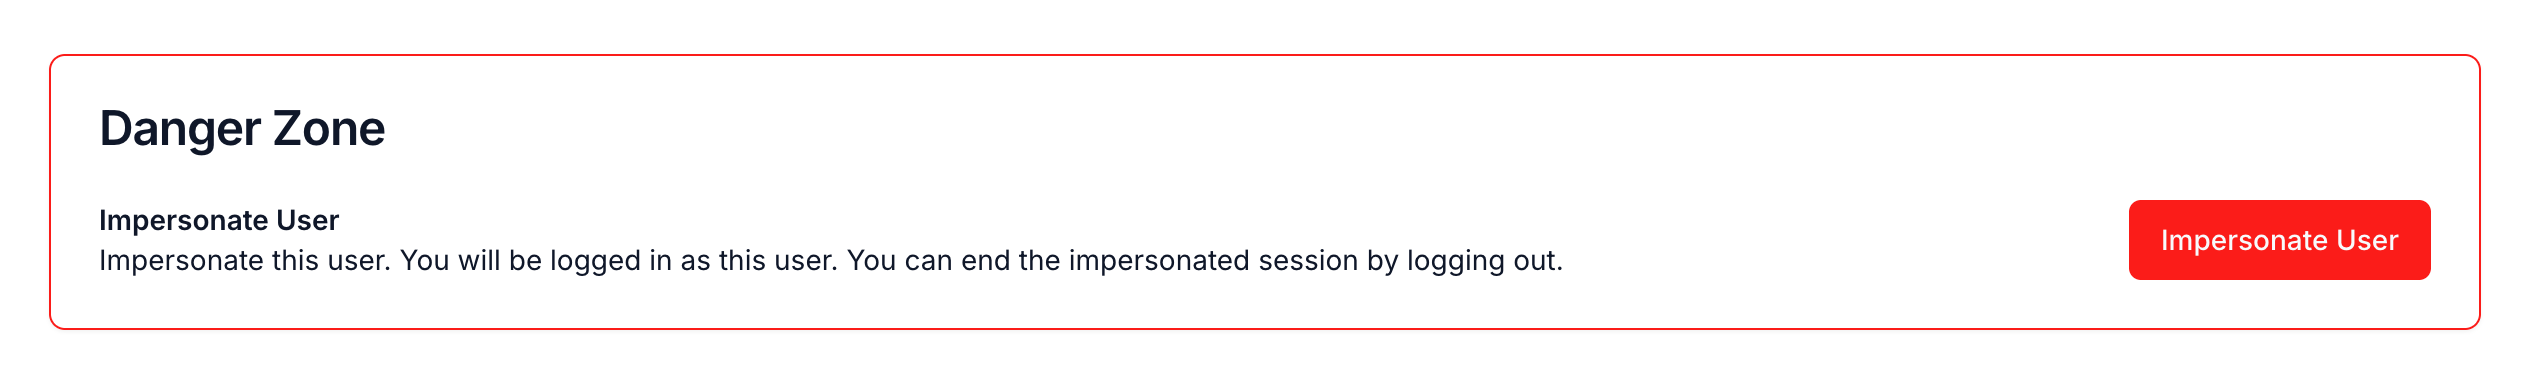 Danger Zone
Impersonate User
Impersonate this user. You will be logged in as this user. You can end the impersonated session by logging out.
Impersonate User